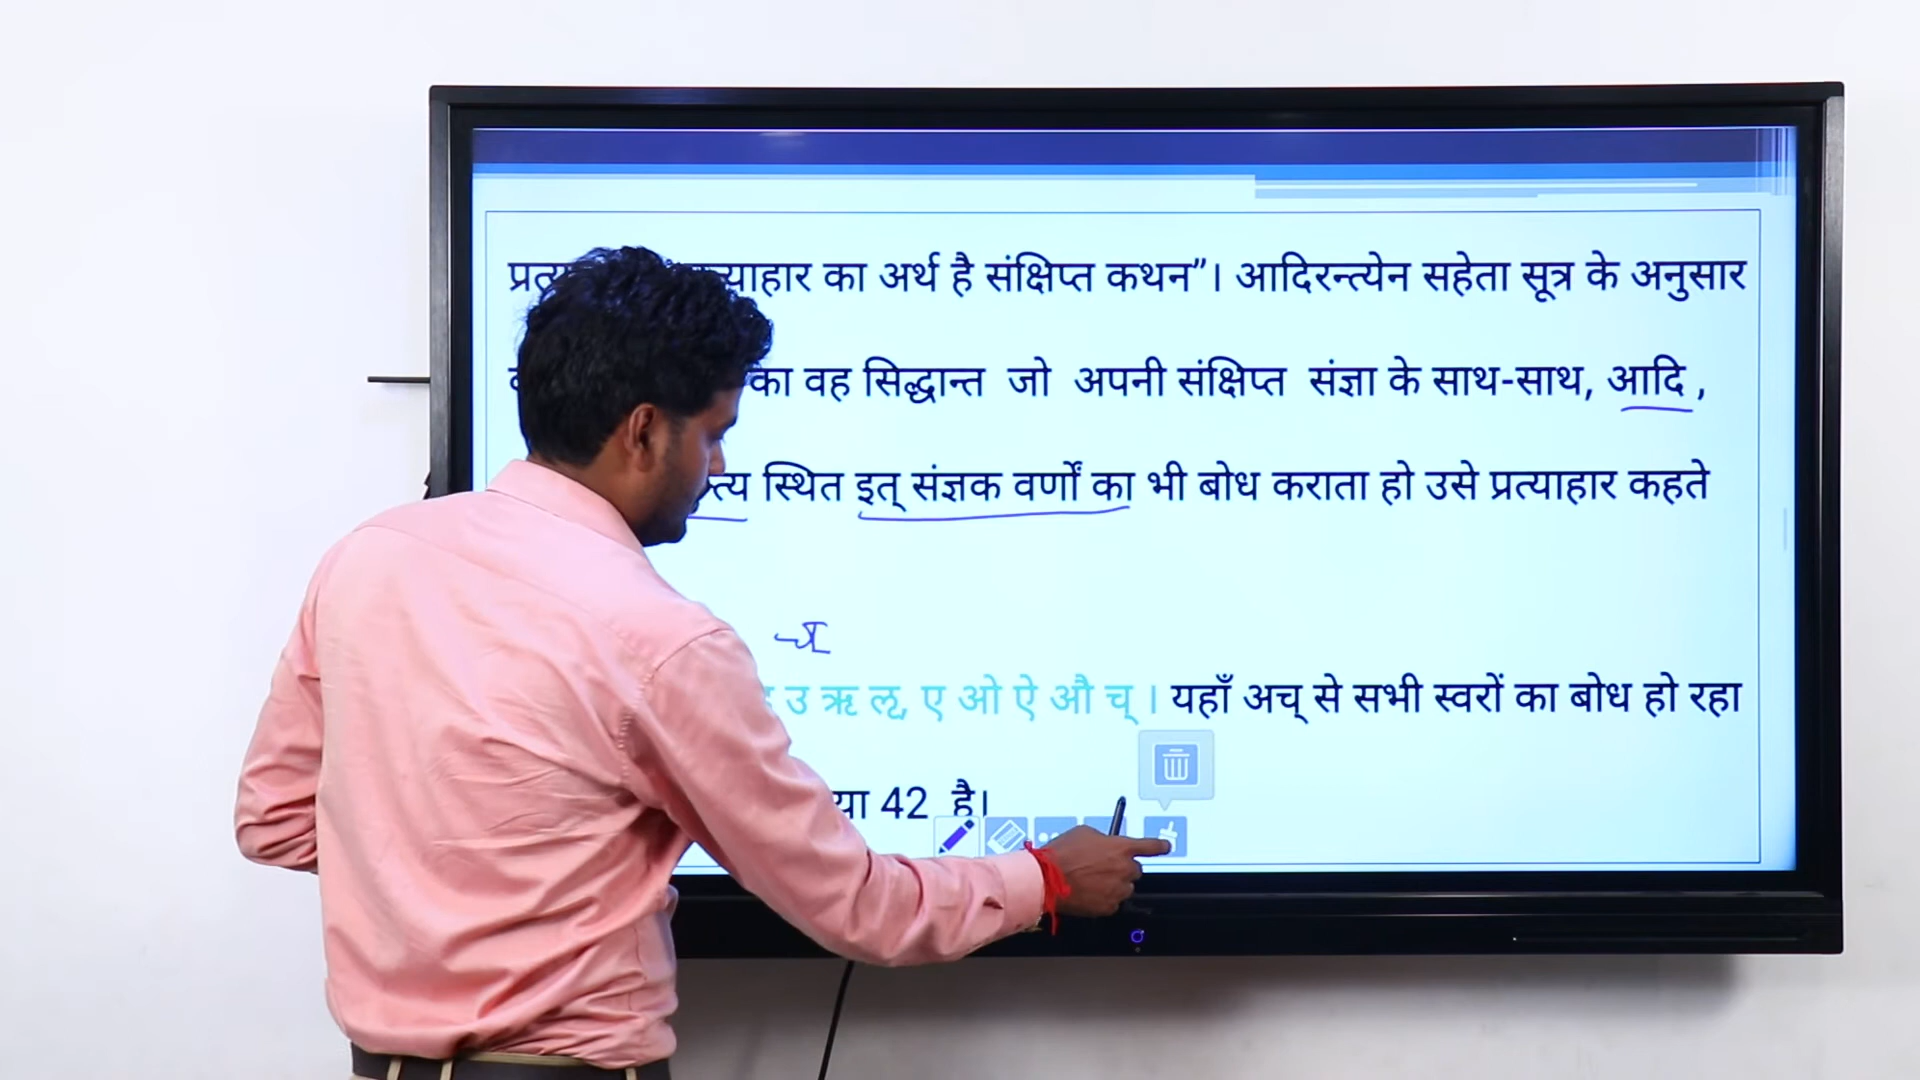 का अर्थ है संक्षिप्त कथन”। आदिरन्त्येन सहेता सूत्र के अनुसार
का वह सिद्धान्त जो अपनी संक्षिप्त संज्ञा के साथ-साथ, आदि ,
स्थित इत् संज्ञक वर्णों का भी बोध कराता हो उसे प्रत्याहार कहते
उ ऋ ऌ, ए ओ ऐ औ च् । यहाँ अच् से सभी स्वरों का बोध हो रहा
42 है।